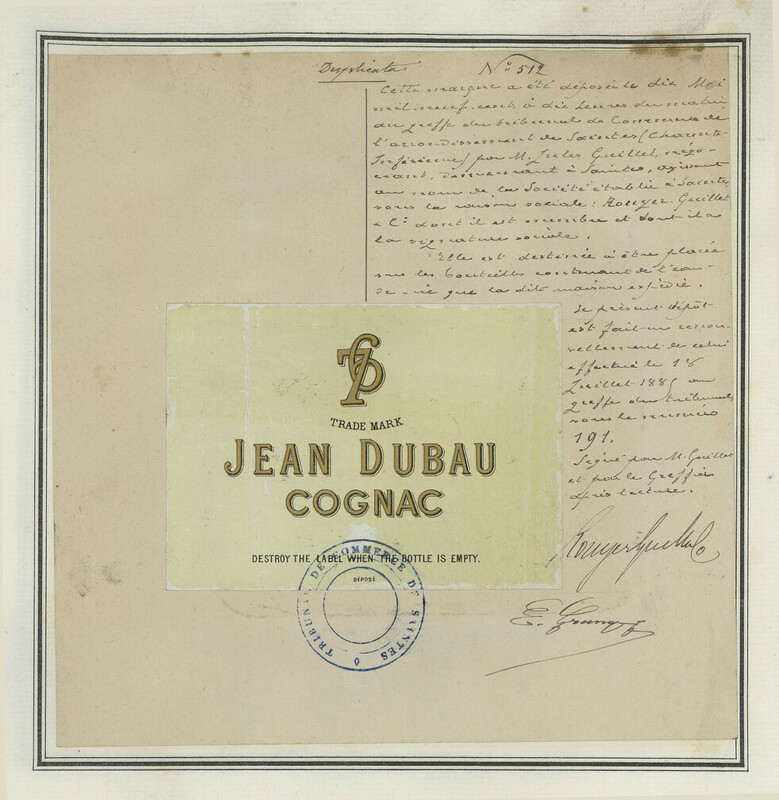 Duplicata
N° 512
Cette marque a été déposée le dix Mai
mil-neuf-cents à dix heures du matin,
au greffe du tribunal de Commerce de
l'arrondissement de Saintes (Charente-
Inférieure) par M. Jules Guillet, négo-
ciant, demeurant à Saintes, agissant
au nom de la Société établie à Saintes,
sous la raison sociale : Rouyer-Guillet
& Cie dont il est membre et dont il a
la signature sociale.
Elle est destinée à être placée
sur les bouteilles contenant de l'eau-
de-vie que la dite maison expédie.
Le présent dépôt
est fait en renou-
vellement de celui
effectué le 18
Juillet 1885 au
greffe du tribunal
sous le numéro
191.
Signé par M. Guillet
et par le Greffier
après lecture.
Rouyer Guillet & Co
TRADE MARK
JEAN DUBAU
COGNAC
DESTROY THE LABEL WHEN THE BOTTLE IS EMPTY.
DÉPOSÉ
TRIBUNAL DE COMMERCE DE SAINTES